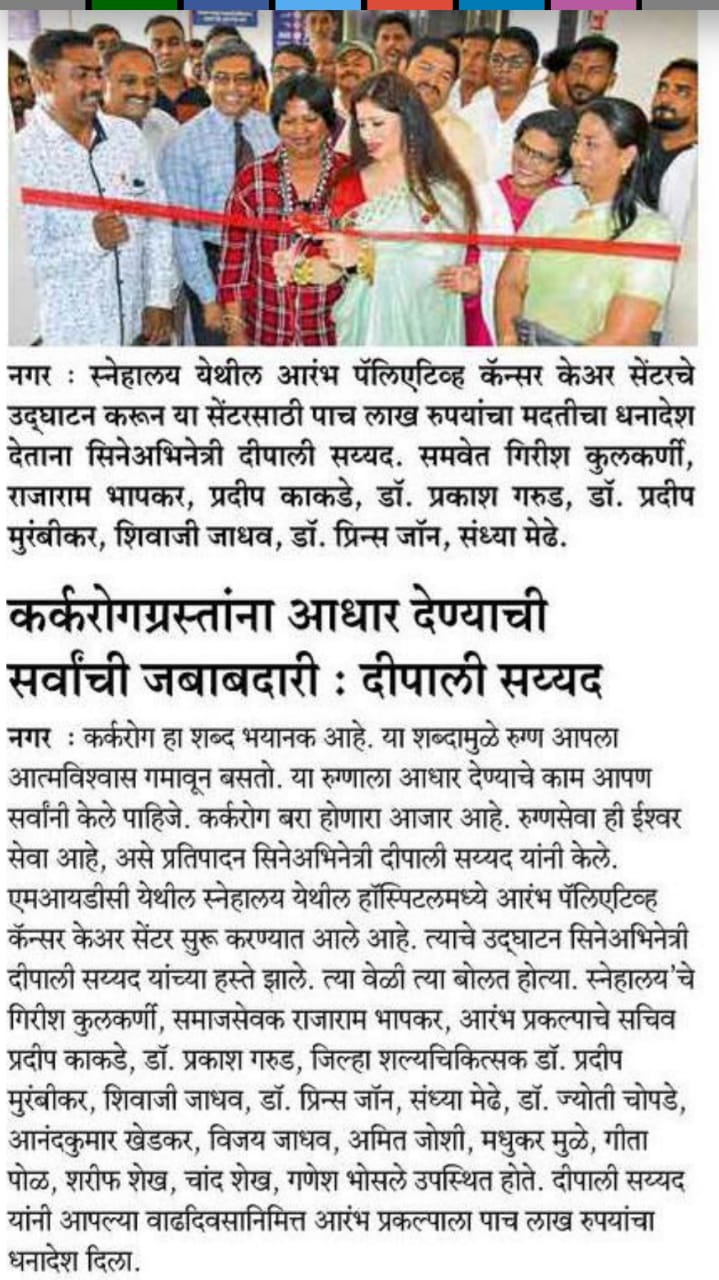 नगर : स्नेहालय येथील आरंभ पॅलिएटिव्ह कॅन्सर केअर सेंटरचे
उद्घाटन करून या सेंटरसाठी पाच लाख रुपयांचा मदतीचा धनादेश
देताना सिनेअभिनेत्री दीपाली सय्यद. समवेत गिरीश कुलकर्णी,
राजाराम भापकर, प्रदीप काकडे, डॉ. प्रकाश गरुड, डॉ. प्रदीप
मुरंबीकर, शिवाजी जाधव, डॉ. प्रिन्स जॉन, संध्या मेढे.
कर्करोगग्रस्तांना आधार देण्याची
सर्वांची जबाबदारी : दीपाली सय्यद
नगर : कर्करोग हा शब्द भयानक आहे. या शब्दामुळे रुग्ण आपला
आत्मविश्वास गमावून बसतो. या रुग्णाला आधार देण्याचे काम आपण
सर्वांनी केले पाहिजे. कर्करोग बरा होणारा आजार आहे. रुग्णसेवा ही ईश्वर
सेवा आहे, असे प्रतिपादन सिनेअभिनेत्री दीपाली सय्यद यांनी केले.
एमआयडीसी येथील स्नेहालय येथील हॉस्पिटलमध्ये आरंभ पॅलिएटिव्ह
कॅन्सर केअर सेंटर सुरू करण्यात आले आहे. त्याचे उद्घाटन सिनेअभिनेत्री
दीपाली सय्यद यांच्या हस्ते झाले. त्या वेळी त्या बोलत होत्या. स्नेहालय'चे
गिरीश कुलकर्णी, समाजसेवक राजाराम भापकर, आरंभ प्रकल्पाचे सचिव
प्रदीप काकडे, डॉ. प्रकाश गरुड, जिल्हा शल्यचिकित्सक डॉ. प्रदीप
मुरंबीकर, शिवाजी जाधव, डॉ. प्रिन्स जॉन, संध्या मेढे, डॉ. ज्योती चोपडे,
आनंदकुमार खेडकर, विजय जाधव, अमित जोशी, मधुकर मुळे, गीता
पोळ, शरीफ शेख, चांद शेख, गणेश भोसले उपस्थित होते. दीपाली सय्यद
यांनी आपल्या वाढदिवसानिमित्त आरंभ प्रकल्पाला पाच लाख रुपयांचा
धनादेश दिला.